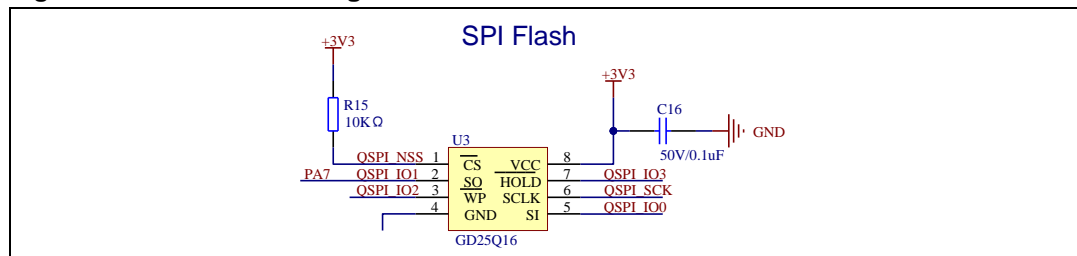 SPI Flash
+3V3
+3V3
R15
10KΩ
C16
GND
50V/0.1uF
U3
QSPI_NSS 1 CS VCC 8
PA7 QSPI_IO1 2 SO HOLD 7 QSPI_IO3
QSPI_IO2 3 WP SCLK 6 QSPI_SCK
4 GND SI 5 QSPI_IO0
GD25Q16